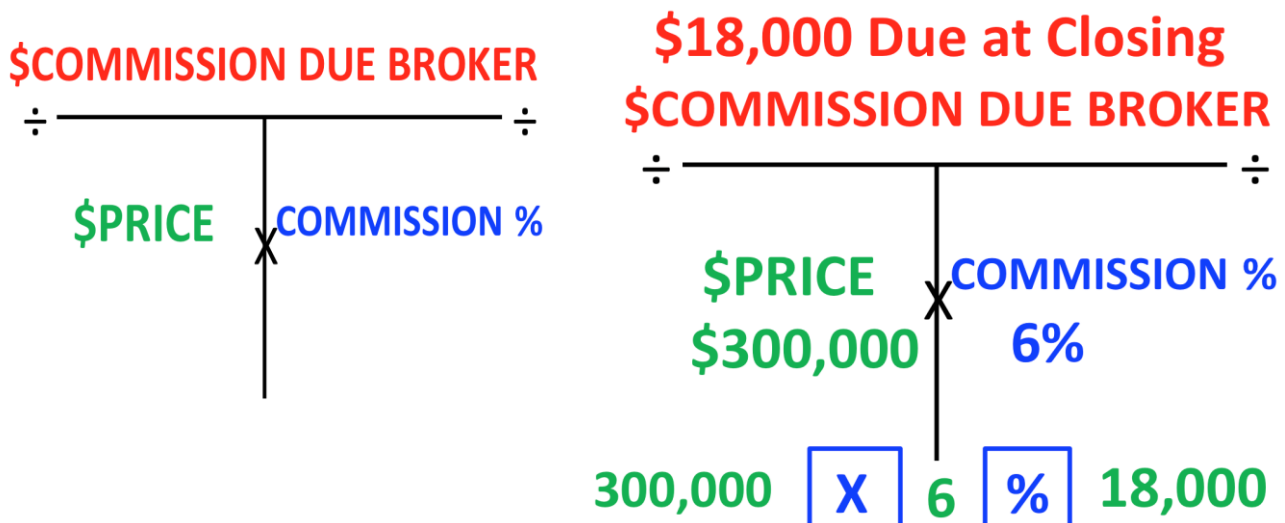 $COMMISSION DUE BROKER
÷ ÷
$PRICE X COMMISSION %
$18,000 Due at Closing
$COMMISSION DUE BROKER
÷ ÷
$PRICE X COMMISSION %
$300,000 6%
300,000 X 6 % 18,000